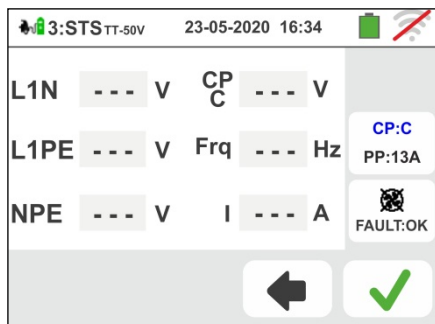 3:STS TT-50V 23-05-2020 16:34
L1N - - - V CP C - - - V
L1PE - - - V Frq - - - Hz
NPE - - - V I - - - A
CP:C
PP:13A
FAULT:OK